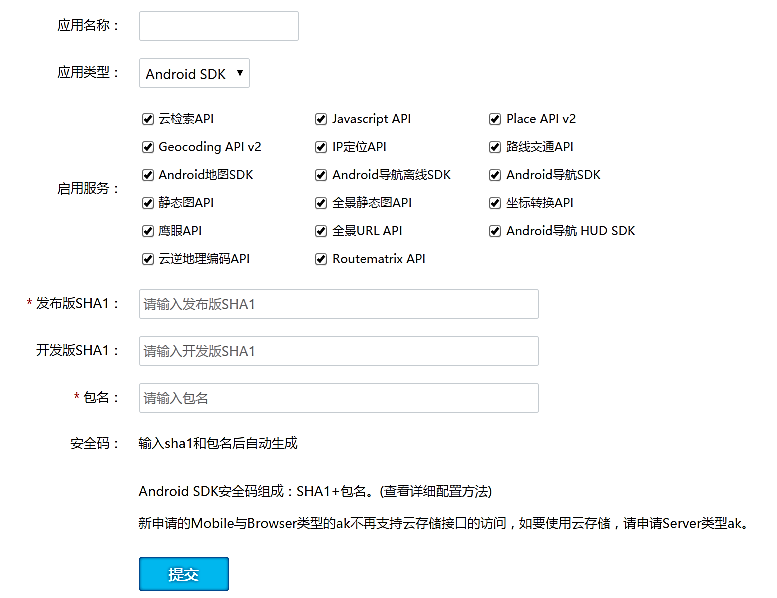 应用名称：
应用类型： Android SDK
云检索API Javascript API Place API v2
Geocoding API v2 IP定位API 路线交通API
Android地图SDK Android导航离线SDK Android导航SDK
启用服务：
静态图API 全景静态图API 坐标转换API
鹰眼API 全景URL API Android导航 HUD SDK
云逆地理编码API Routematrix API
* 发布版SHA1： 请输入发布版SHA1
开发版SHA1： 请输入开发版SHA1
* 包名： 请输入包名
安全码： 输入sha1和包名后自动生成
Android SDK安全码组成：SHA1+包名。(查看详细配置方法)
新申请的Mobile与Browser类型的ak不再支持云存储接口的访问，如要使用云存储，请申请Server类型ak。
提交